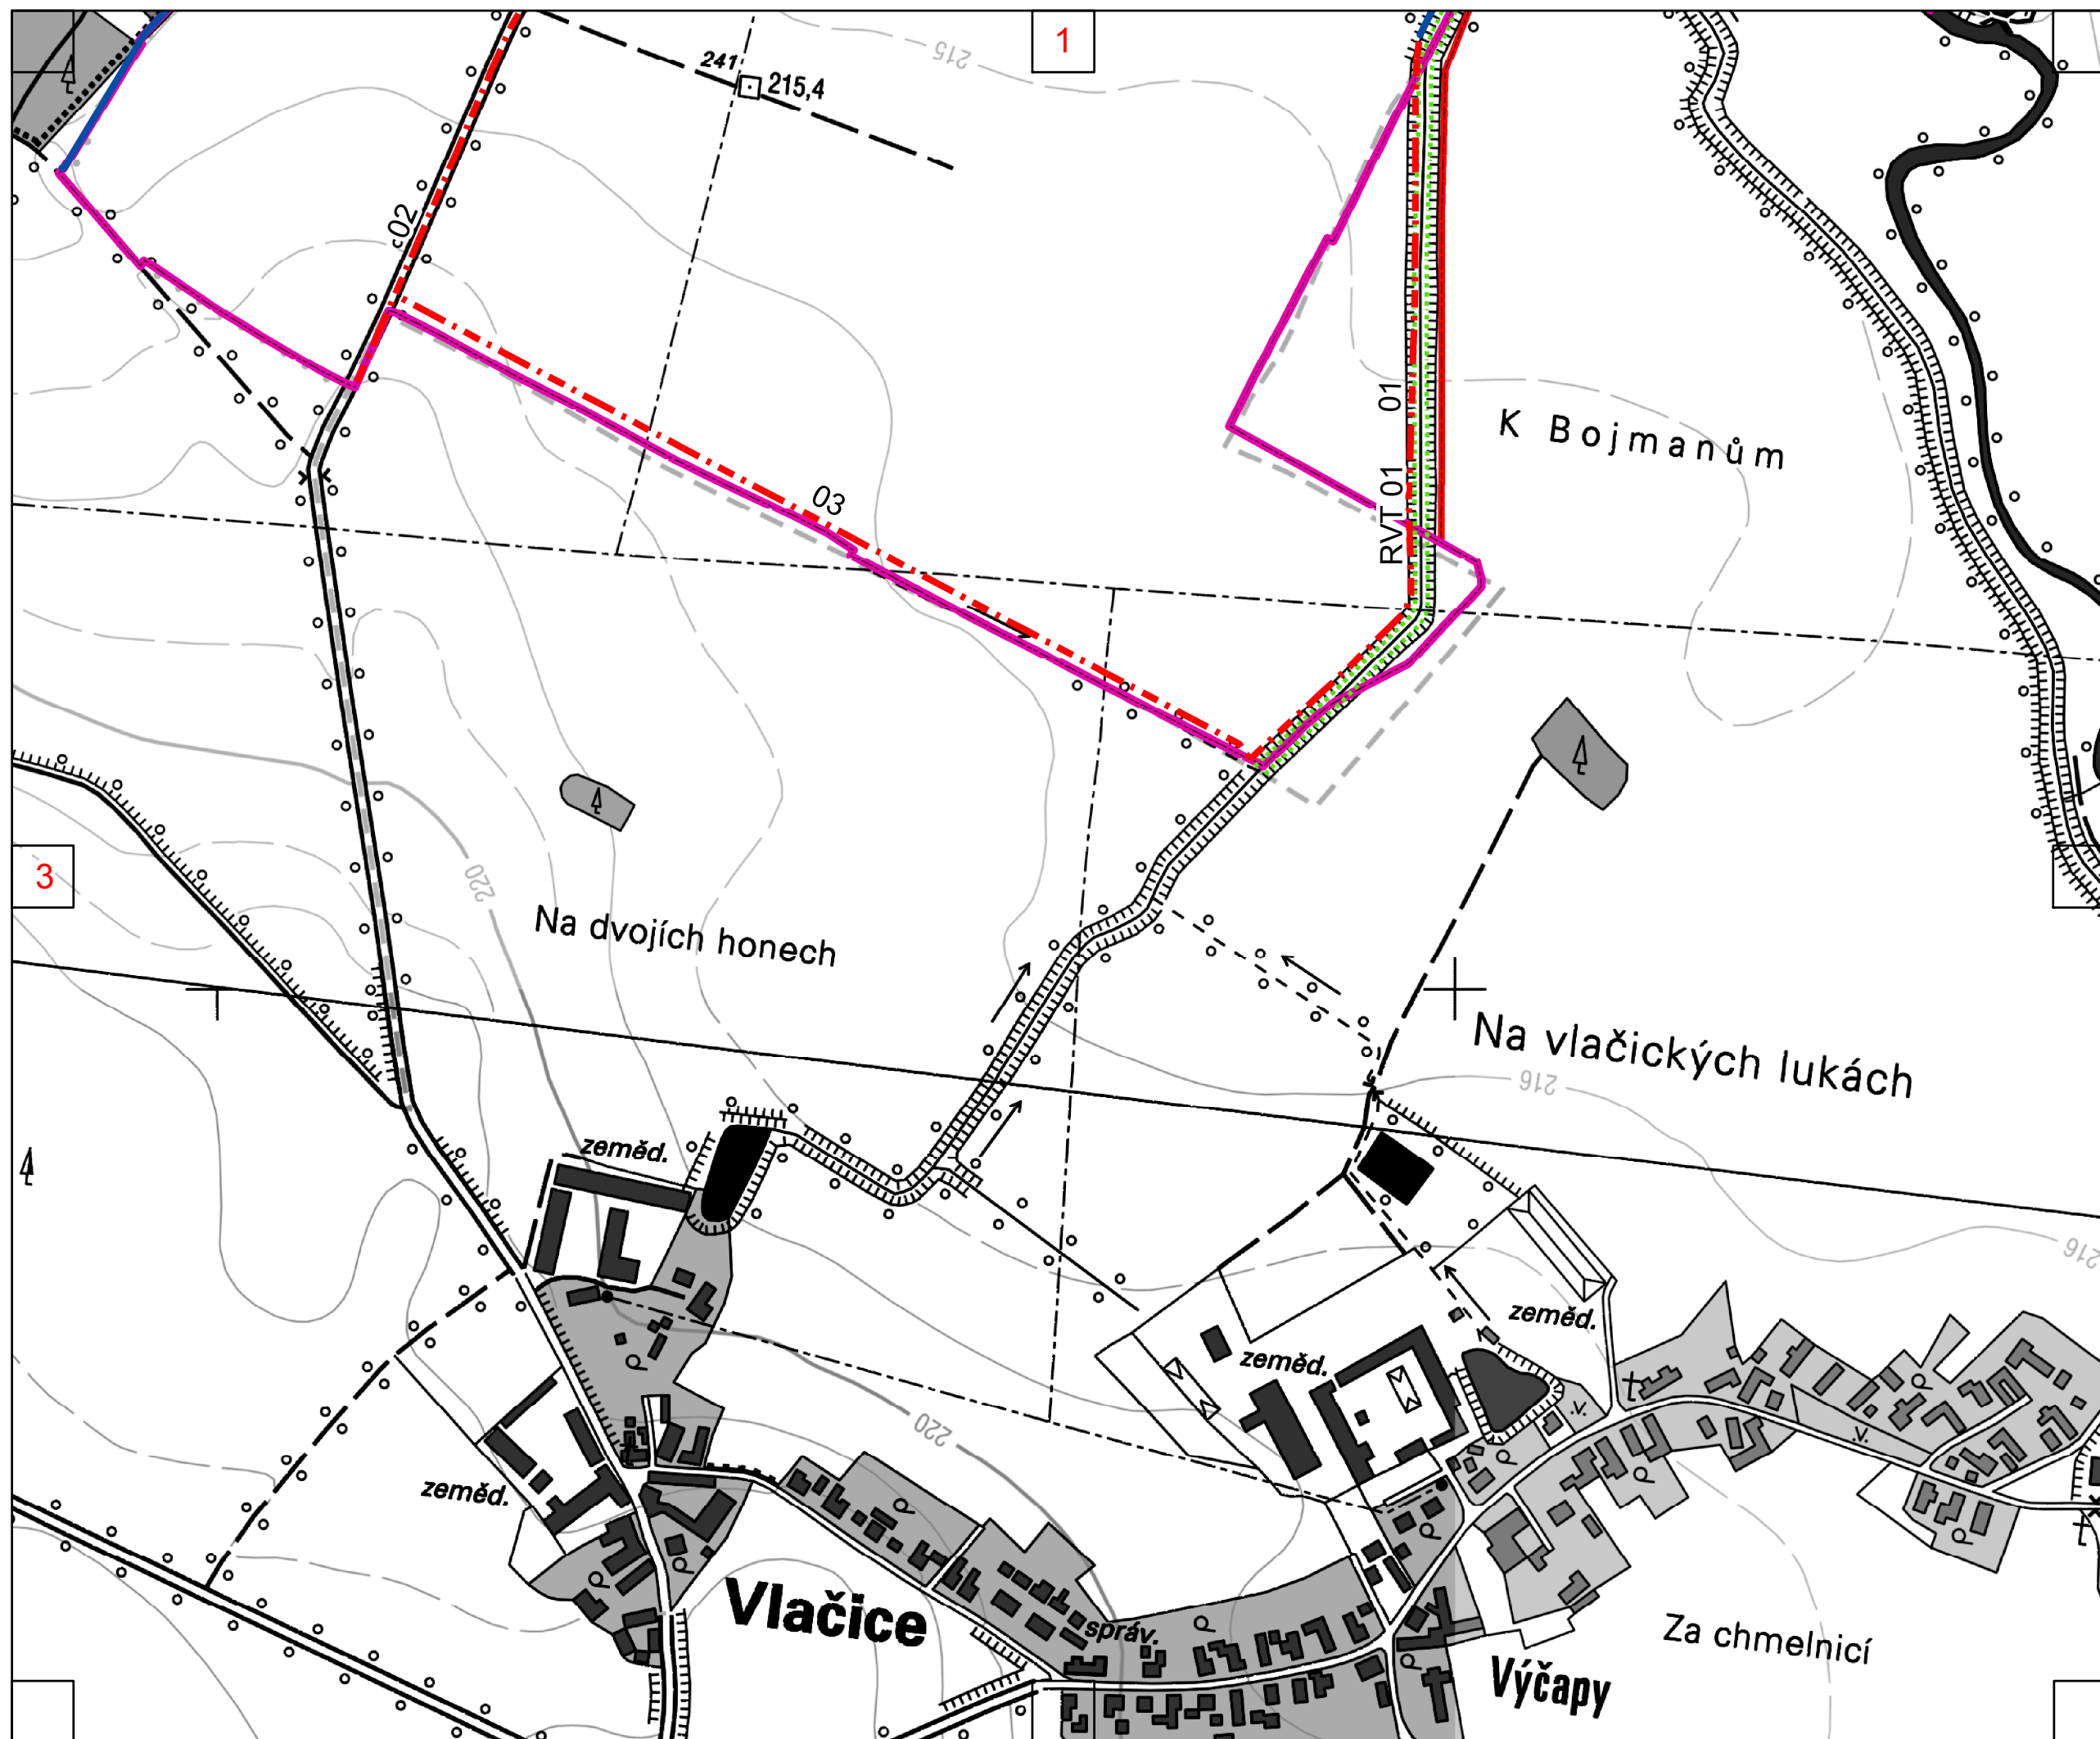 1
215
241
215,4
02
01
K Bojmanům
03
RVT 01
3
220
Na dvojích honech
Na vlačických lukách
216
zeměd.
216
zeměd.
zeměd.
220
zeměd.
Vlačice
správ.
Za chmelnicí
Výčapy